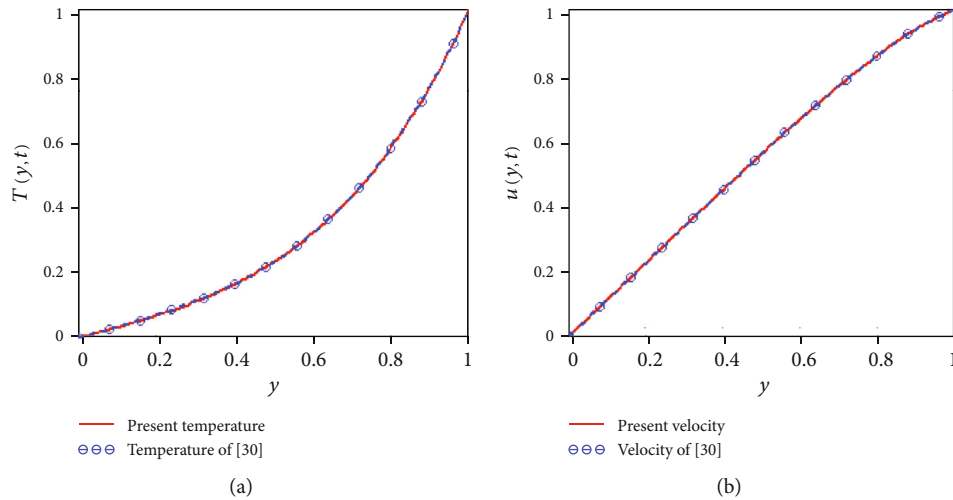 1
0.8
0.6
0.4
0.2
0
T (y, t)
0
0.2
0.4
0.6
0.8
1
y
Present temperature
Temperature of [30]
(a)
1
0.8
0.6
0.4
0.2
0
u (y, t)
0
0.2
0.4
0.6
0.8
1
y
Present velocity
Velocity of [30]
(b)